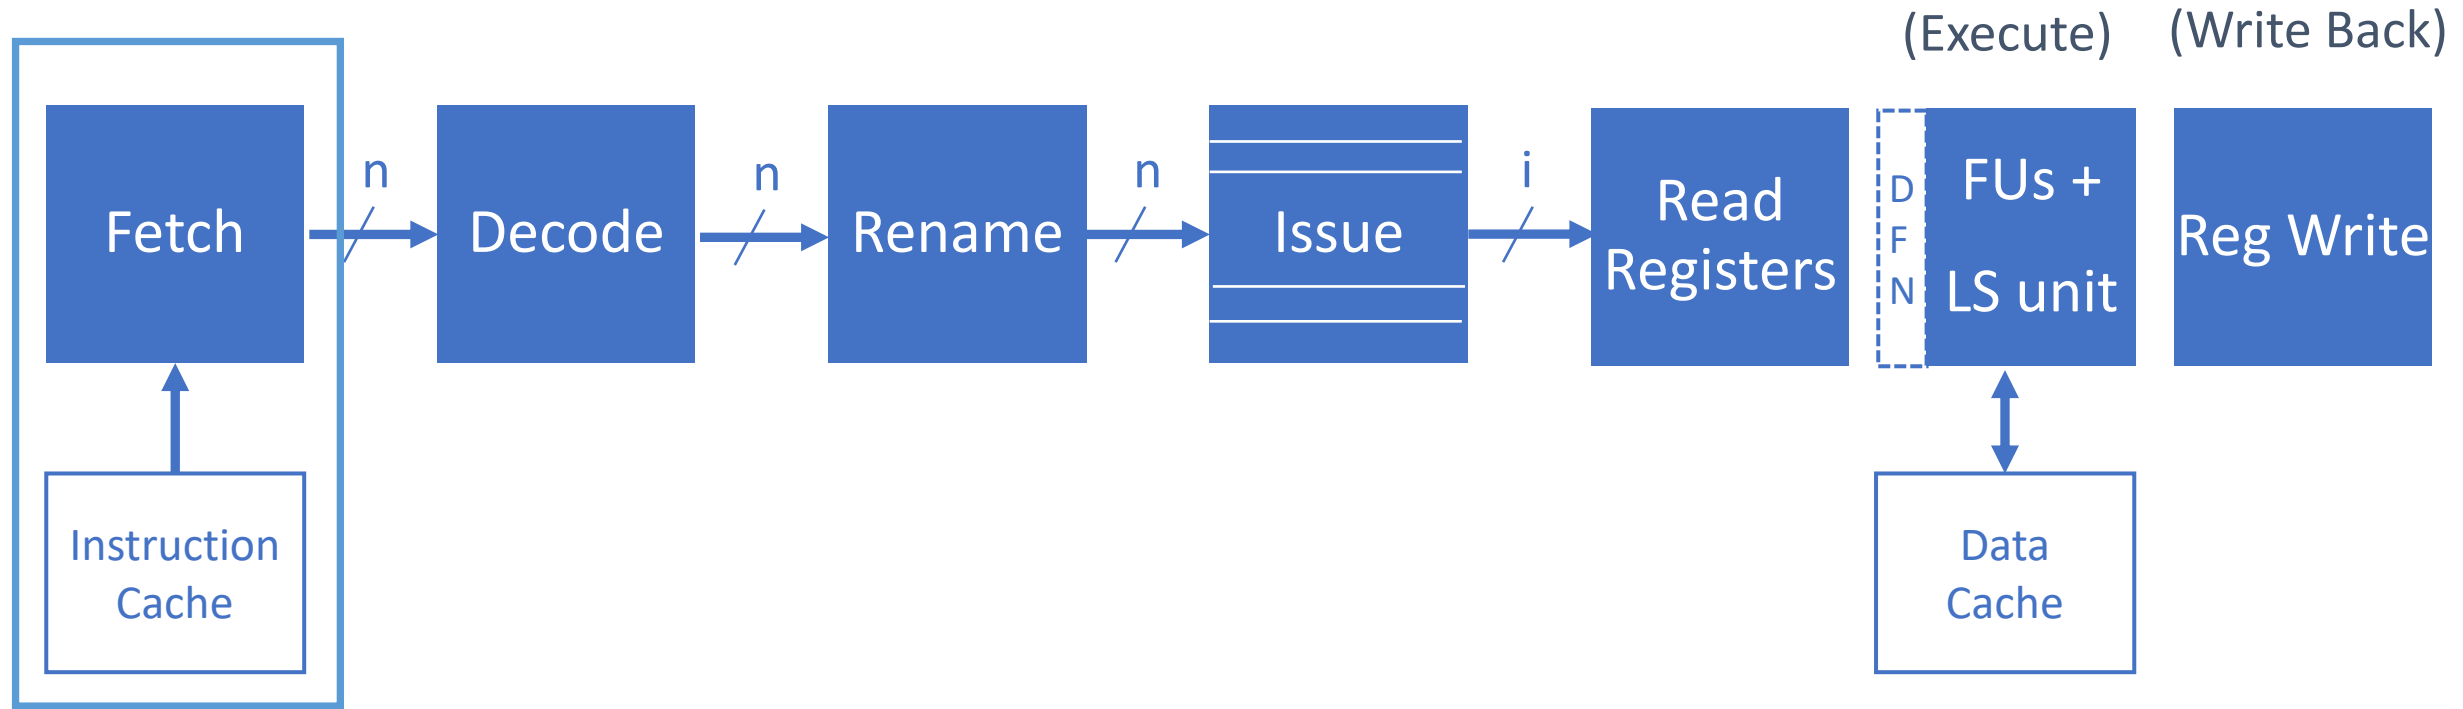 (Execute)
(Write Back)
Fetch
n
Decode
n
Rename
n
Issue
i
Read
Registers
D
F
N
FUs +
LS unit
Reg Write
Instruction
Cache
Data
Cache